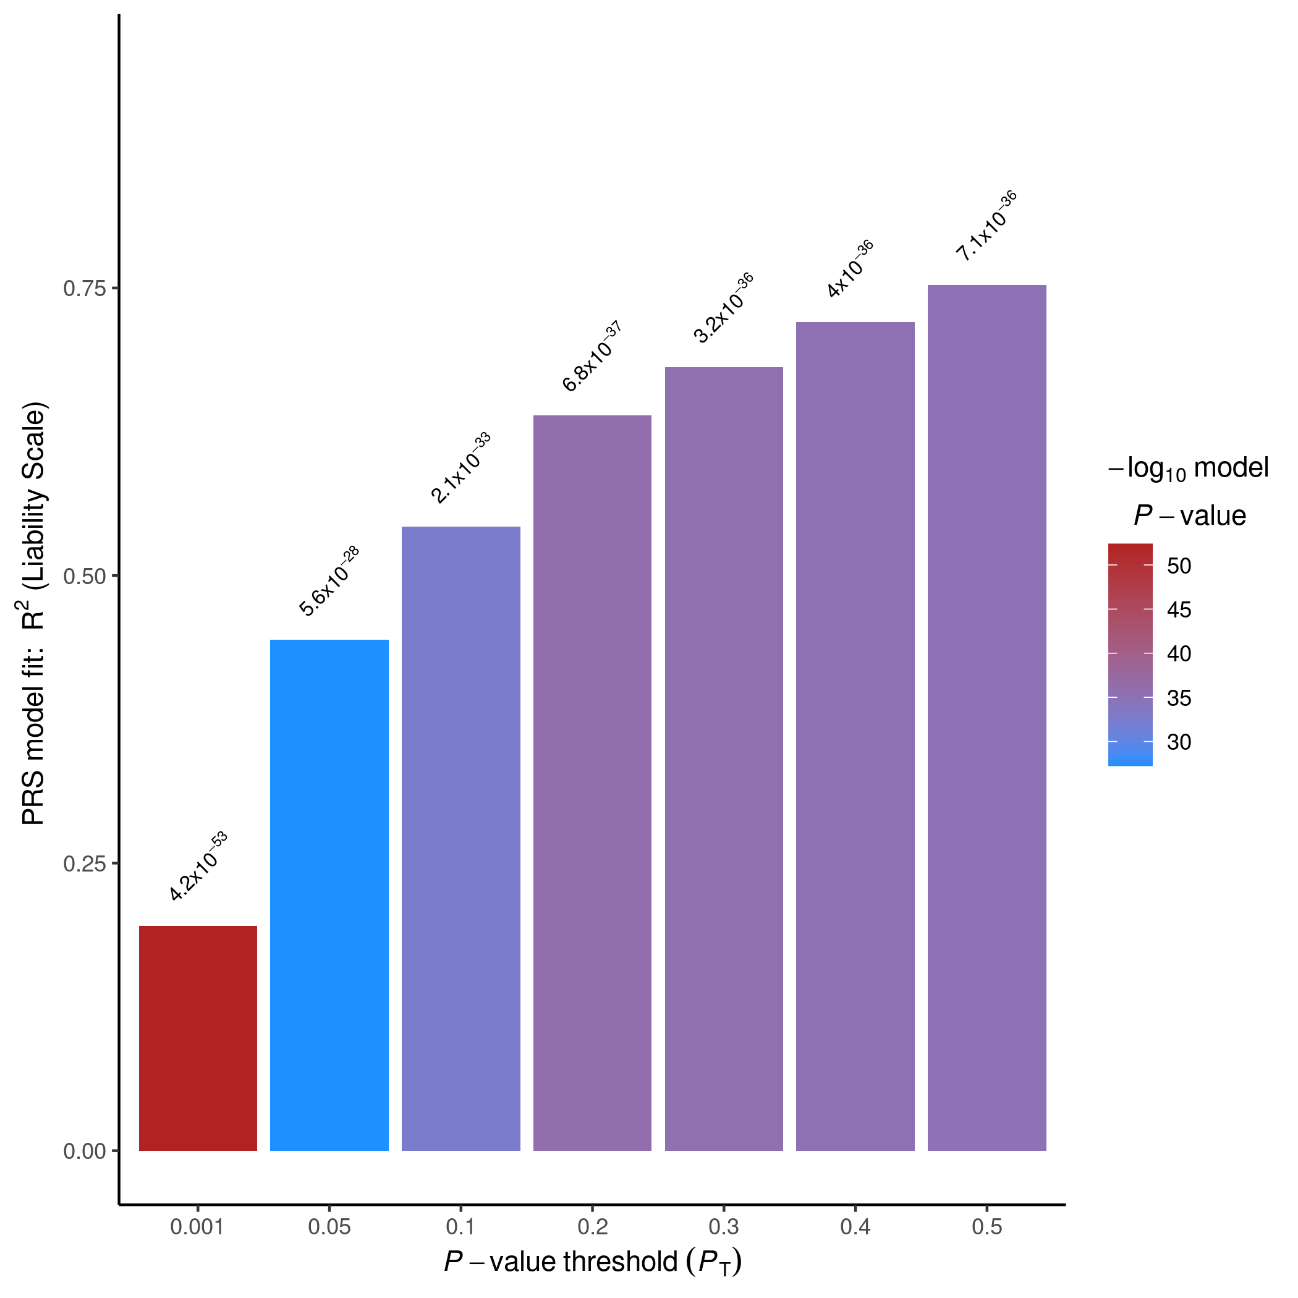 PRS model fit: R² (Liability Scale)
0.75
0.50
0.25
0.00
4.2x10⁻⁵³
5.6x10⁻²⁸
2.1x10⁻³³
6.8x10⁻³⁷
3.2x10⁻³⁶
4x10⁻³⁶
7.1x10⁻³⁶
0.001
0.05
0.1
0.2
0.3
0.4
0.5
P – value threshold (P_T)
–log₁₀ model
P – value
50
45
40
35
30